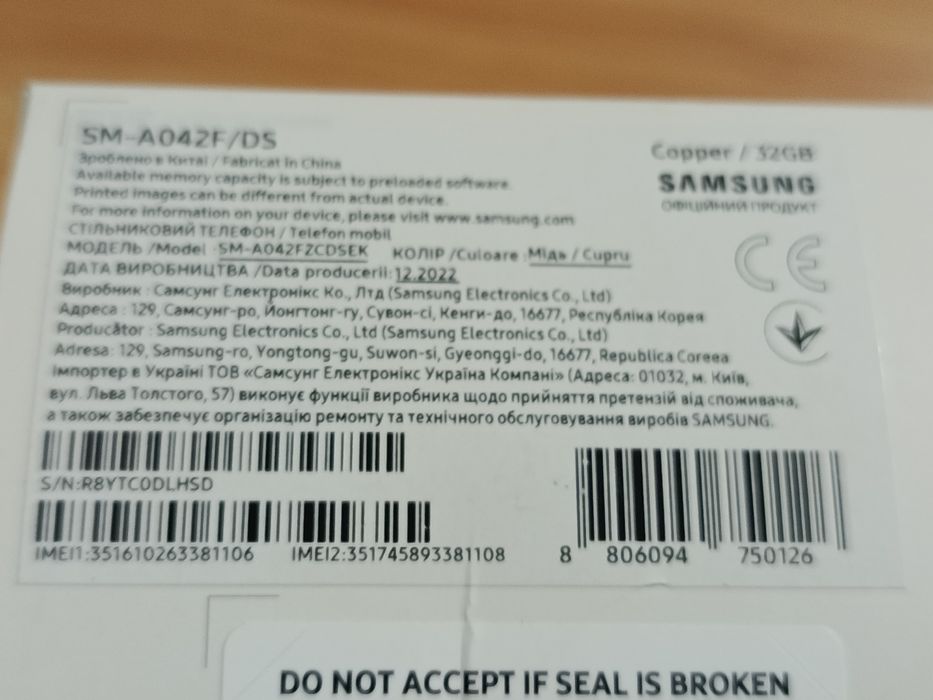 SM-A042F/DS
Зроблено в Китаї / Fabricat în China
Available memory capacity is subject to preloaded software.
Printed images can be different from actual device.
For more information on your device, please visit www.samsung.com
СТІЛЬНИКОВИЙ ТЕЛЕФОН / Telefon mobil
МОДЕЛЬ /Model : SM-A042FZCDSEK КОЛІР /Culoare : Мідь / Cupru
ДАТА ВИРОБНИЦТВА /Data producerii: 12.2022
Виробник : Самсунг Електронікс Ко., Лтд (Samsung Electronics Co., Ltd)
Адреса : 129, Самсунг-ро, Йонгтонг-гу, Сувон-сі, Кенги-до, 16677, Республіка Корея
Producător : Samsung Electronics Co., Ltd (Samsung Electronics Co., Ltd)
Adresa: 129, Samsung-ro, Yongtong-gu, Suwon-si, Gyeonggi-do, 16677, Republica Coreea
Імпортер в Україні ТОВ «Самсунг Електронікс Україна Компані» (Адреса: 01032, м. Київ,
вул. Льва Толстого, 57) виконує функції виробника щодо прийняття претензій від споживача,
а також забезпечує організацію ремонту та технічного обслуговування виробів SAMSUNG.
Copper / 32GB
SAMSUNG
ОФІЦІЙНИЙ ПРОДУКТ
CE
S/N:R8YTC0DLHSD
IMEI1:351610263381106 IMEI2:351745893381108
8 806094 750126
DO NOT ACCEPT IF SEAL IS BROKEN